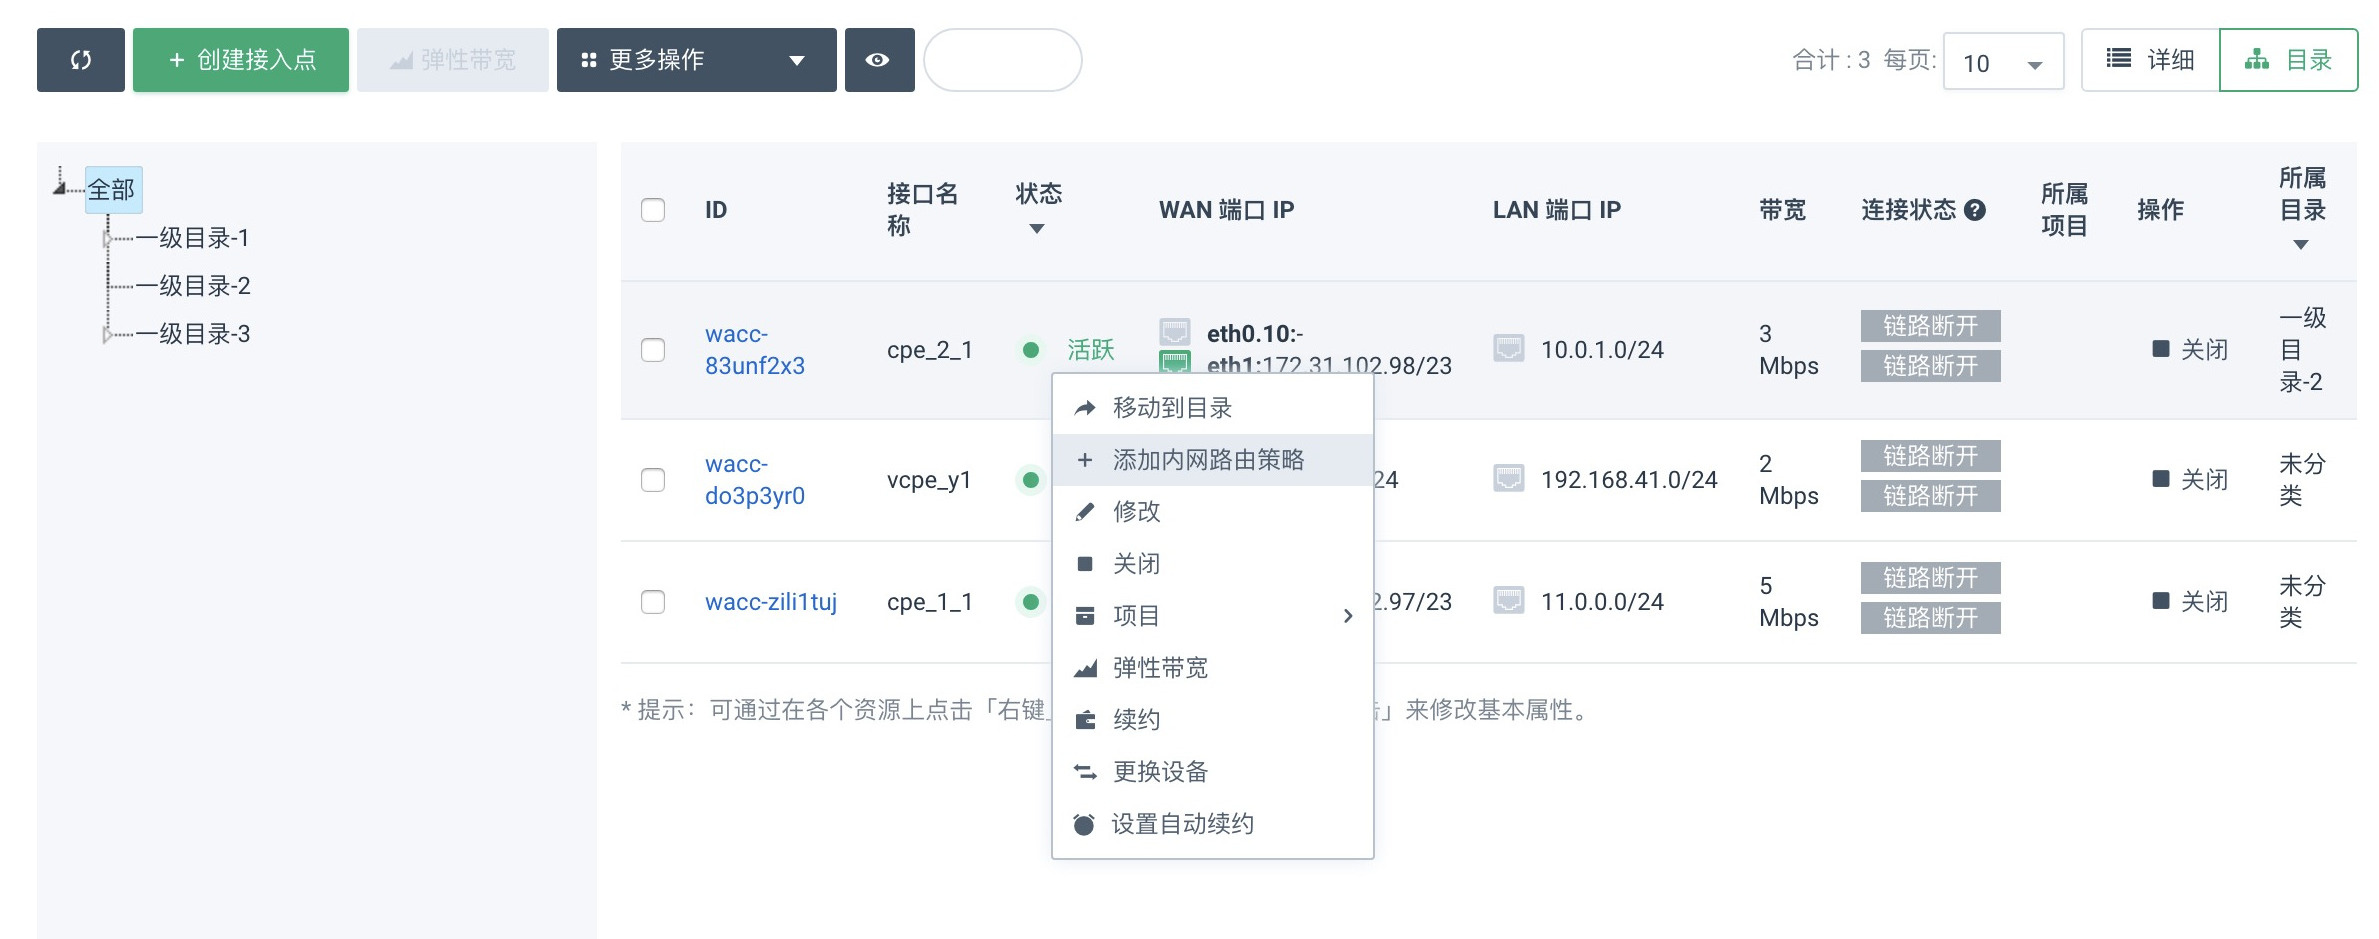 创建接入点
弹性带宽
更多操作
合计 : 3 每页:
10
详细
目录
全部
一级目录-1
一级目录-2
一级目录-3
ID
接口名
称
状态
WAN 端口 IP
LAN 端口 IP
带宽
连接状态
所属
项目
操作
所属
目录
wacc-
83unf2x3
cpe_2_1
活跃
eth0.10:-
eth1:172.31.102.98/23
10.0.1.0/24
3
Mbps
链路断开
链路断开
关闭
一级
目
录-2
wacc-
do3p3yr0
vcpe_y1
24
192.168.41.0/24
2
Mbps
链路断开
链路断开
关闭
未分
类
wacc-zili1tuj
cpe_1_1
2.97/23
11.0.0.0/24
5
Mbps
链路断开
链路断开
关闭
未分
类
* 提示：可通过在各个资源上点击「右键
」来修改基本属性。
移动到目录
添加内网路由策略
修改
关闭
项目
弹性带宽
续约
更换设备
设置自动续约